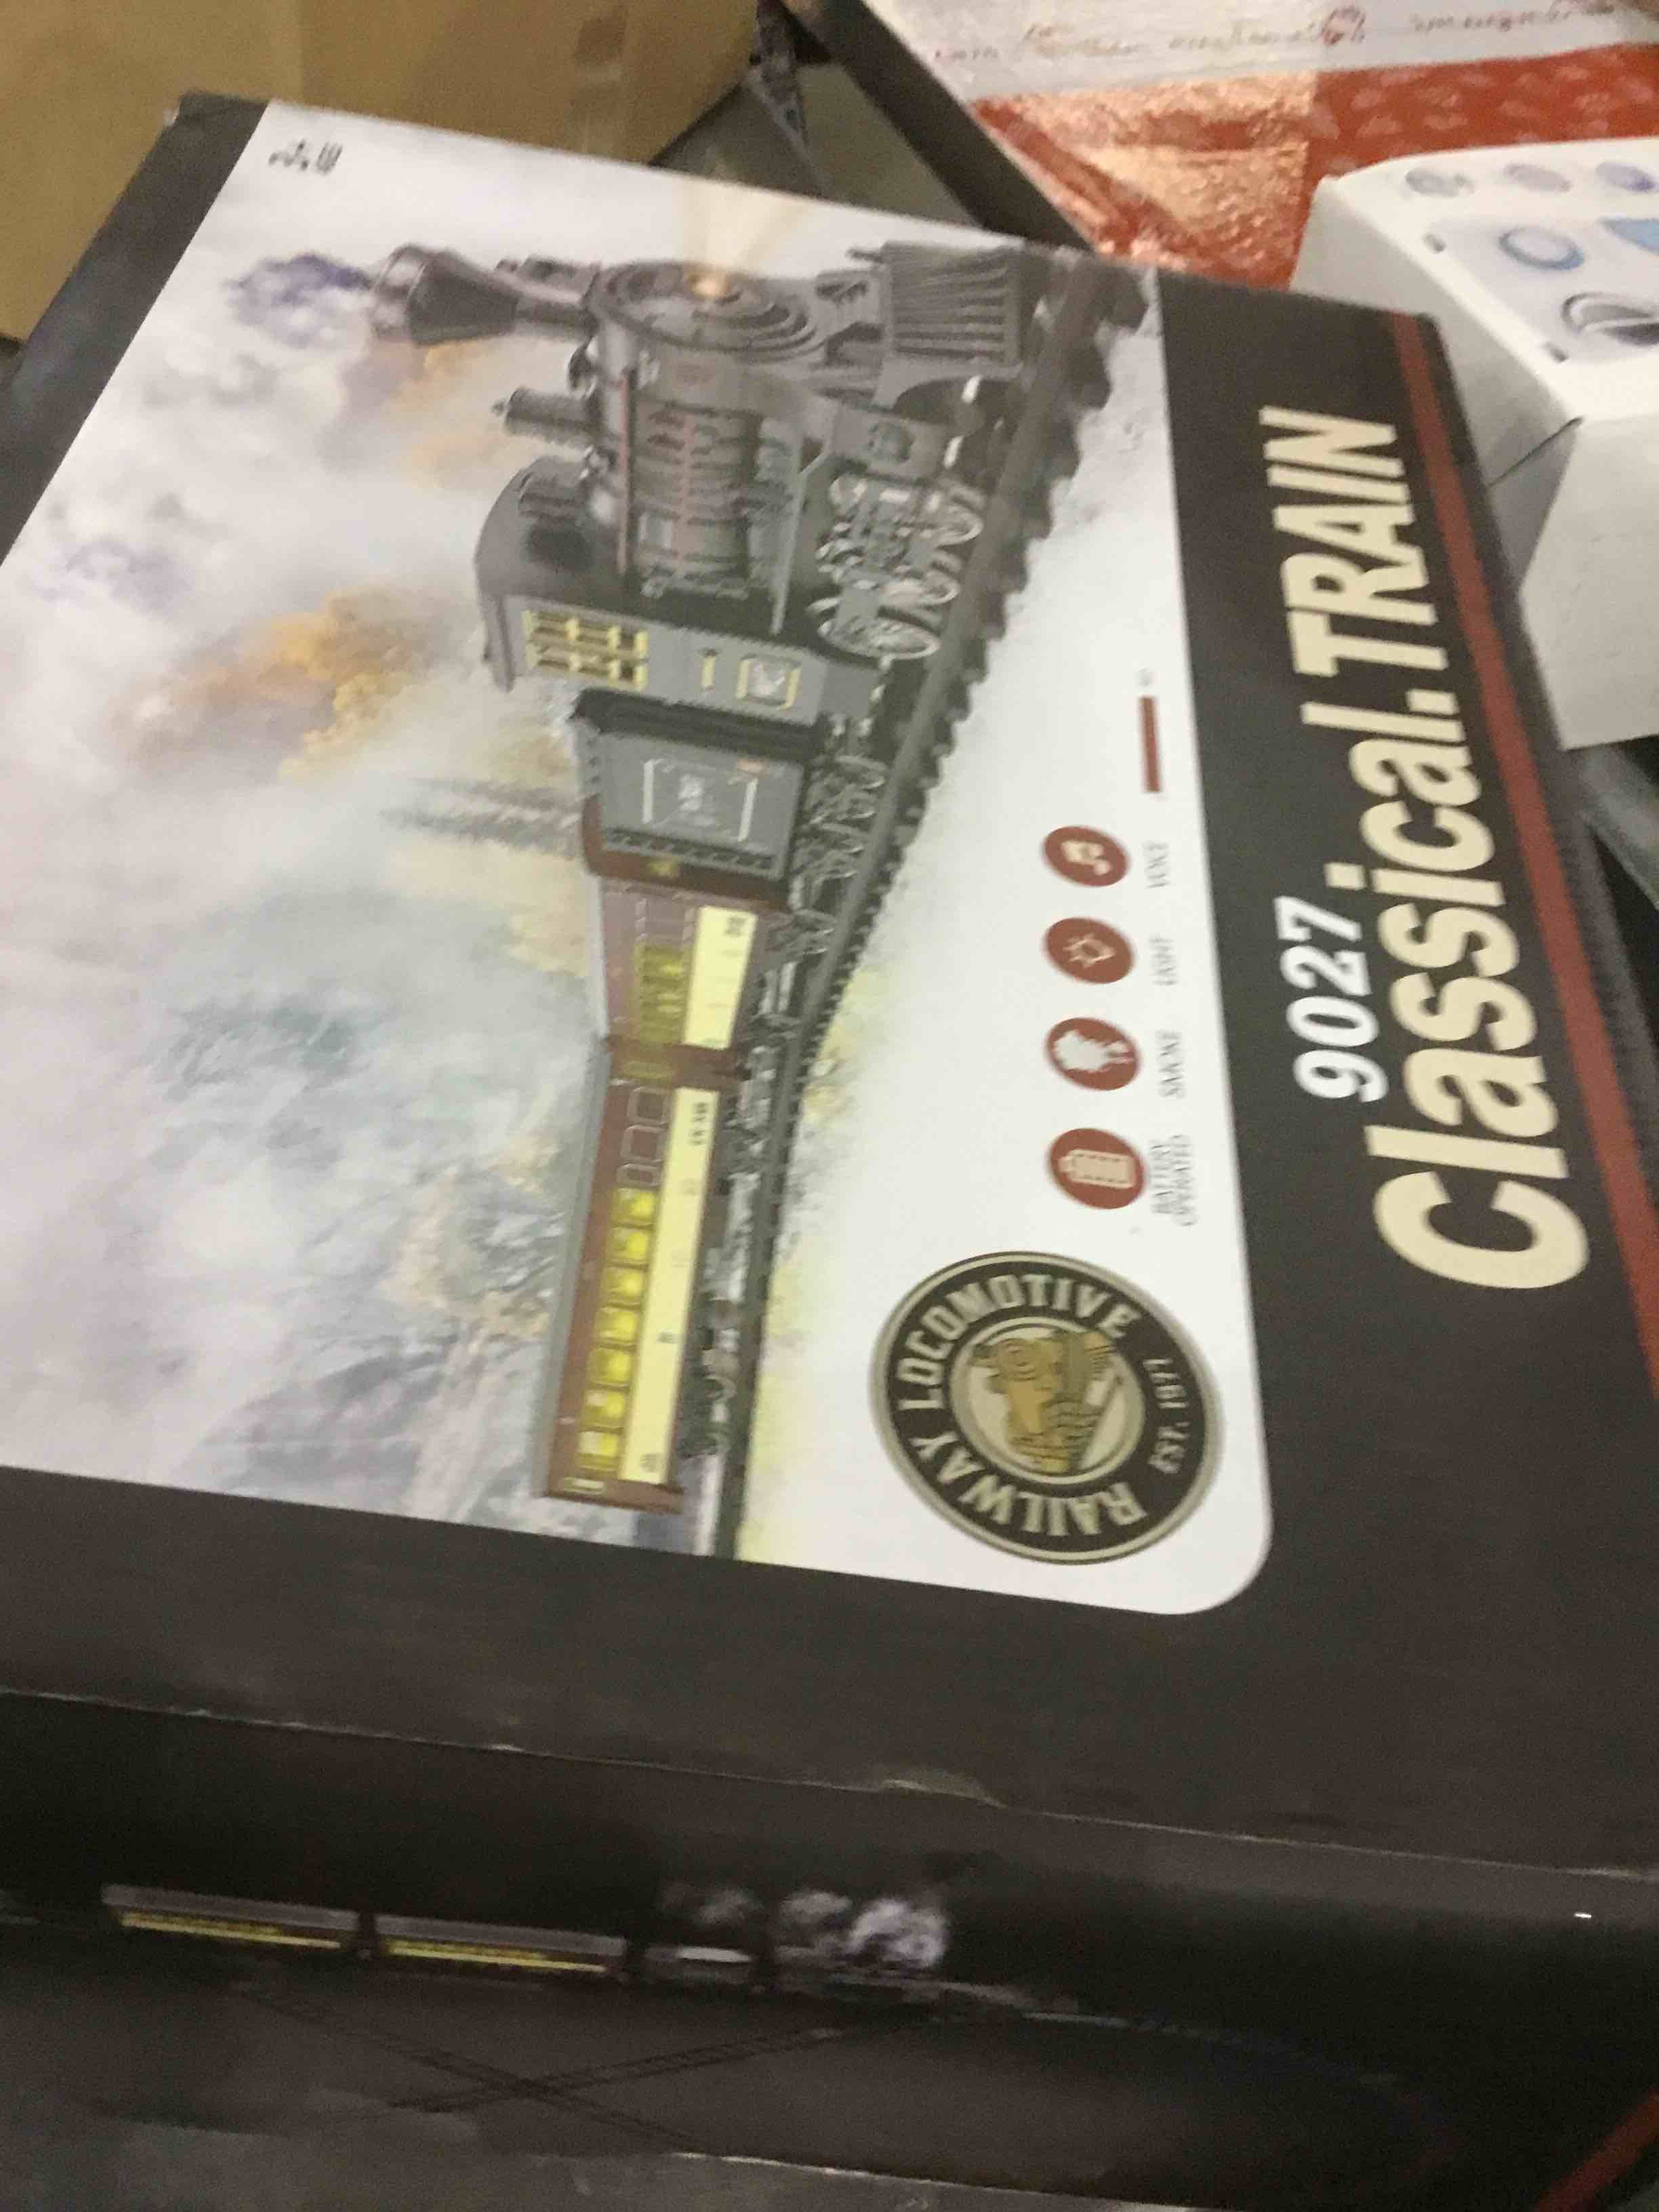 9027
Classical.TRAIN
RAILWAY LOCOMOTIVE
EST. 1977
BATTERY OPERATED
SMOKE
LIGHT
VOICE